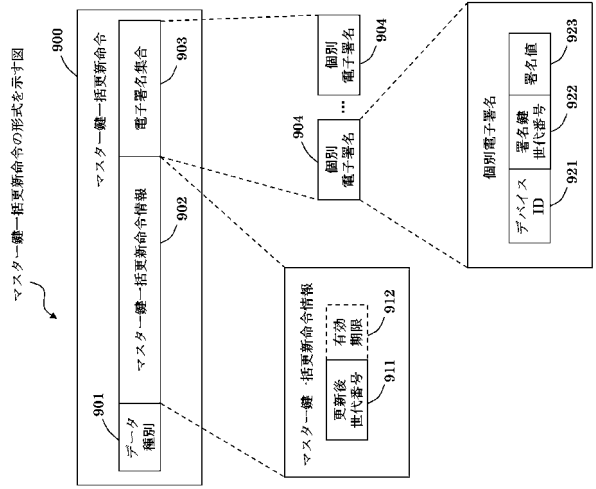 マスター鍵一括更新命令の形式を示す図
900
マスター鍵一括更新命令
901
データ
種別
902
マスター鍵一括更新命令情報
903
電子署名集合
マスター鍵一括更新命令情報
911
更新後
世代番号
912
有効
期限
904
個別
電子署名
…
904
個別
電子署名
個別電子署名
921
デバイス
ID
922
署名鍵
世代番号
923
署名値